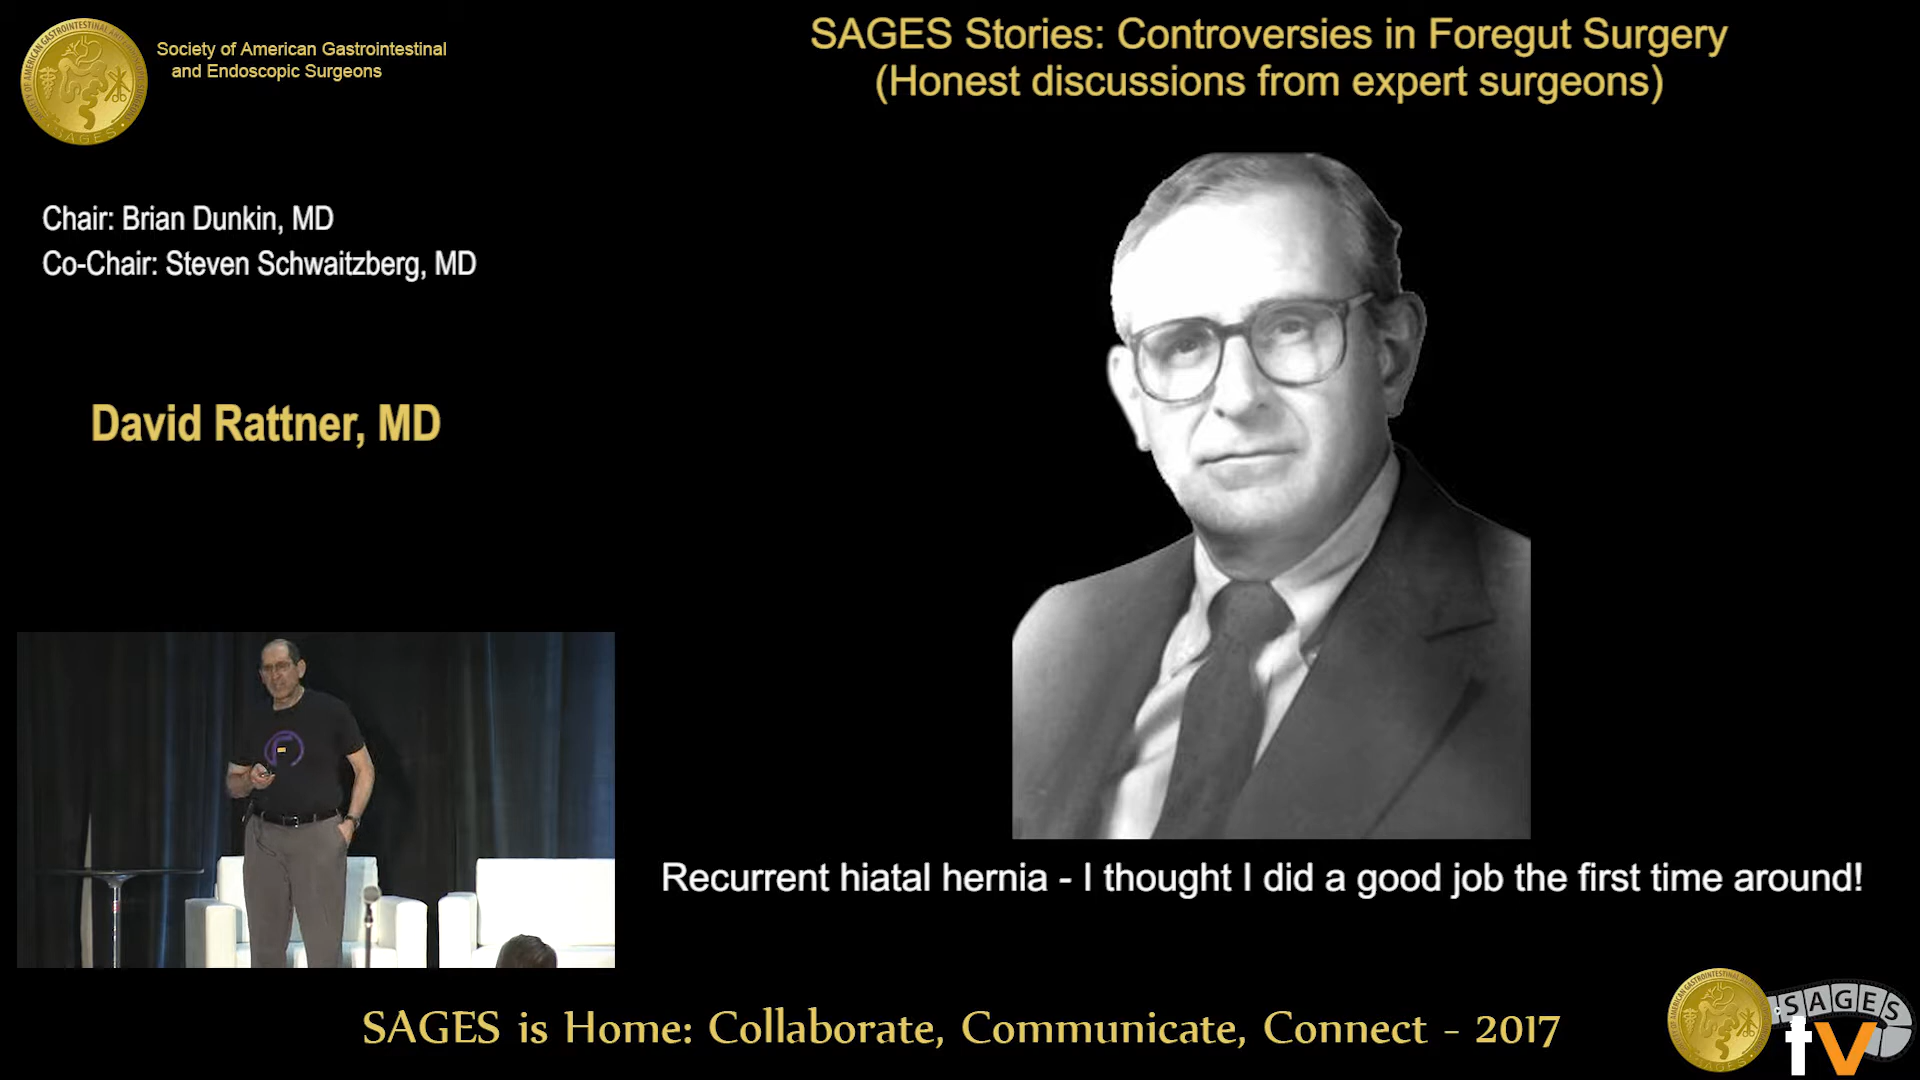 Society of American Gastrointestinal
and Endoscopic Surgeons
SAGES Stories: Controversies in Foregut Surgery
(Honest discussions from expert surgeons)
Chair: Brian Dunkin, MD
Co-Chair: Steven Schwaitzberg, MD
David Rattner, MD
Recurrent hiatal hernia - I thought I did a good job the first time around!
SAGES is Home: Collaborate, Communicate, Connect - 2017
SAGES
SAGES
tv